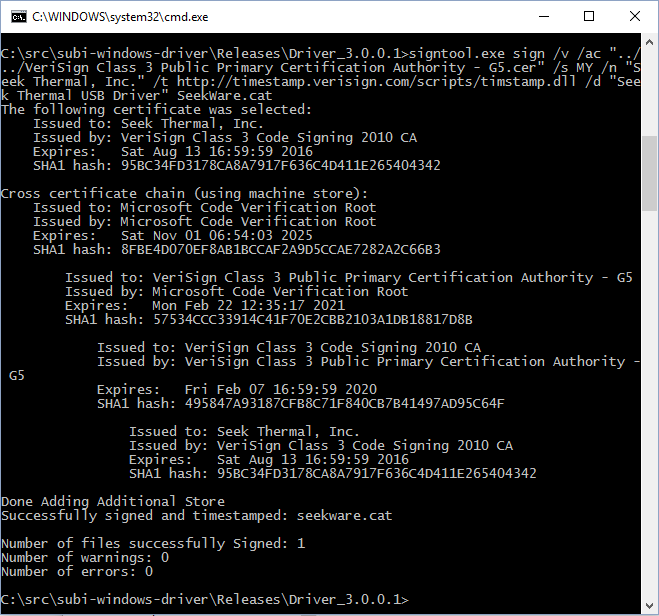 C:\WINDOWS\system32\cmd.exe
C:\src\subi-windows-driver\Releases\Driver_3.0.0.1>signtool.exe sign /v /ac "../
../VeriSign Class 3 Public Primary Certification Authority - G5.cer" /s MY /n "S
eek Thermal, Inc." /t http://timestamp.verisign.com/scripts/timstamp.dll /d "See
k Thermal USB Driver" SeekWare.cat
The following certificate was selected:
    Issued to: Seek Thermal, Inc.
    Issued by: VeriSign Class 3 Code Signing 2010 CA
    Expires:   Sat Aug 13 16:59:59 2016
    SHA1 hash: 95BC34FD3178CA8A7917F636C4D411E265404342
Cross certificate chain (using machine store):
    Issued to: Microsoft Code Verification Root
    Issued by: Microsoft Code Verification Root
    Expires:   Sat Nov 01 06:54:03 2025
    SHA1 hash: 8FBE4D070EF8AB1BCCAF2A9D5CCAE7282A2C66B3
        Issued to: VeriSign Class 3 Public Primary Certification Authority - G5
        Issued by: Microsoft Code Verification Root
        Expires:   Mon Feb 22 12:35:17 2021
        SHA1 hash: 57534CCC33914C41F70E2CBB2103A1DB18817D8B
            Issued to: VeriSign Class 3 Code Signing 2010 CA
            Issued by: VeriSign Class 3 Public Primary Certification Authority -
 G5
            Expires:   Fri Feb 07 16:59:59 2020
            SHA1 hash: 495847A93187CFB8C71F840CB7B41497AD95C64F
                Issued to: Seek Thermal, Inc.
                Issued by: VeriSign Class 3 Code Signing 2010 CA
                Expires:   Sat Aug 13 16:59:59 2016
                SHA1 hash: 95BC34FD3178CA8A7917F636C4D411E265404342
Done Adding Additional Store
Successfully signed and timestamped: seekware.cat
Number of files successfully Signed: 1
Number of warnings: 0
Number of errors: 0
C:\src\subi-windows-driver\Releases\Driver_3.0.0.1>